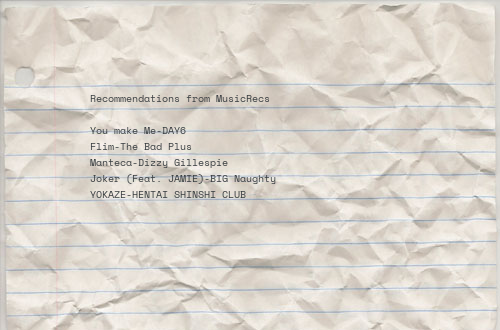 Recommendations from MusicRecs
You make Me-DAY6
Flim-The Bad Plus
Manteca-Dizzy Gillespie
Joker (Feat. JAMIE)-BIG Naughty
YOKAZE-HENTAI SHINSHI CLUB